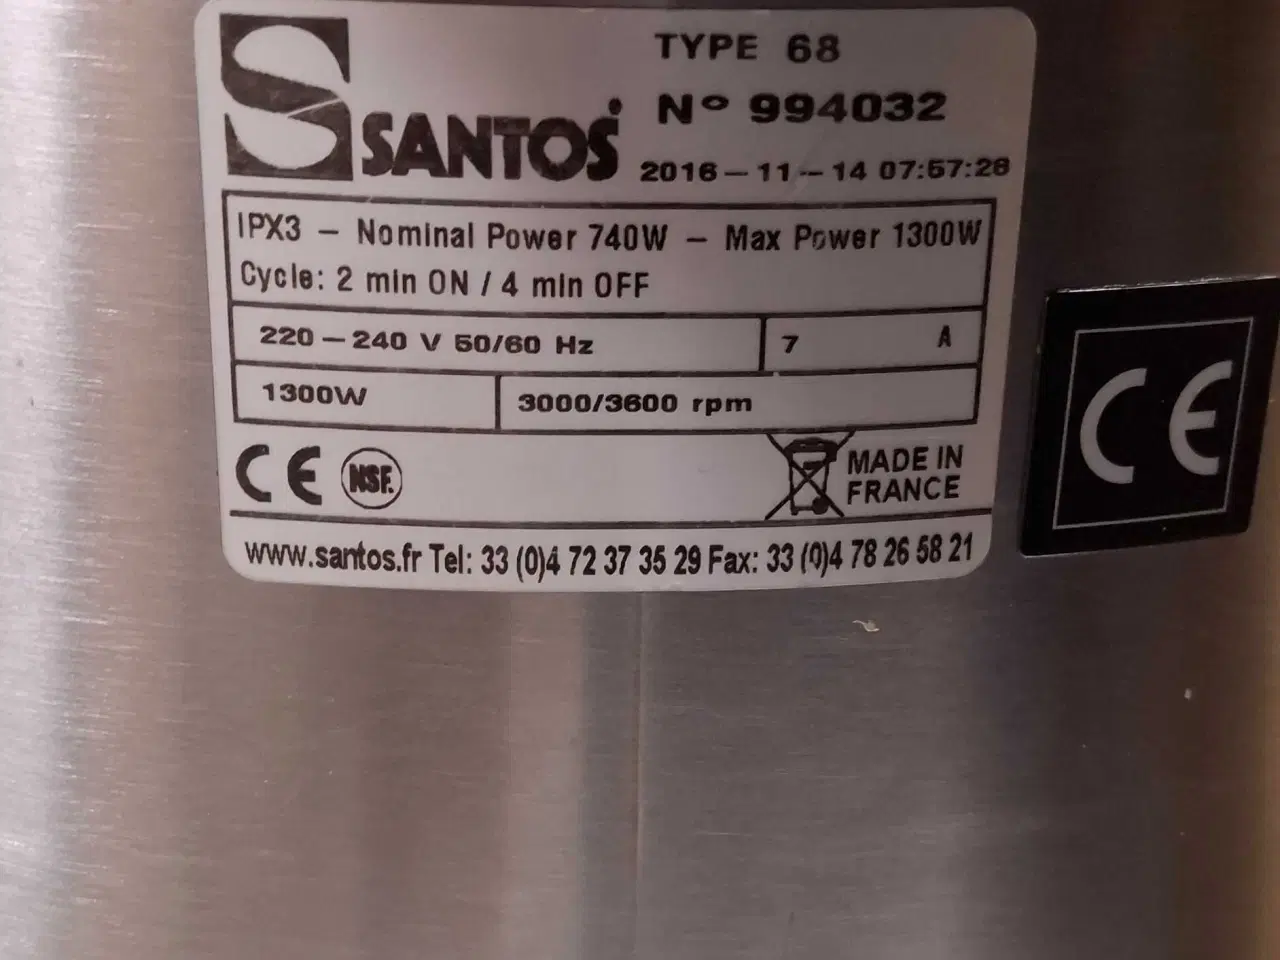 SANTOS
TYPE 68
Nº 994032
2016-11-14 07:57:28
IPX3 - Nominal Power 740W - Max Power 1300W
Cycle: 2 min ON / 4 min OFF
220-240 V 50/60 Hz 7 A
1300W 3000/3600 rpm
CE NSF. MADE IN
FRANCE
www.santos.fr Tel: 33 (0)4 72 37 35 29 Fax: 33 (0)4 78 26 58 21
CE